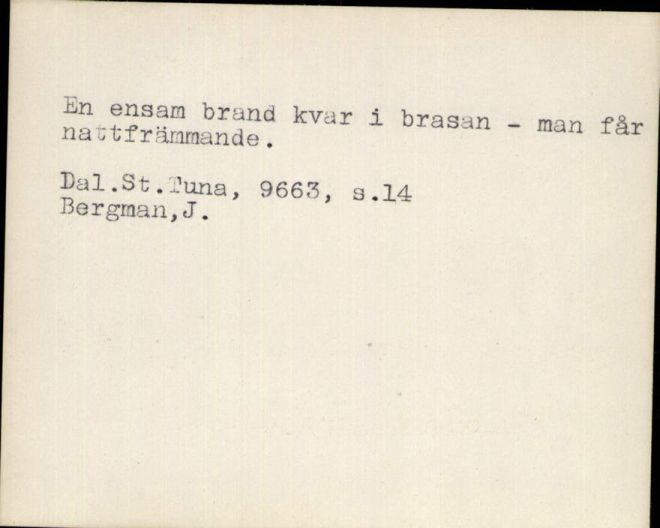 En ensam brand kvar i brasan - man får
nattfrämmande.
Dal.St.Tuna, 9663, s.14
Bergman,J.